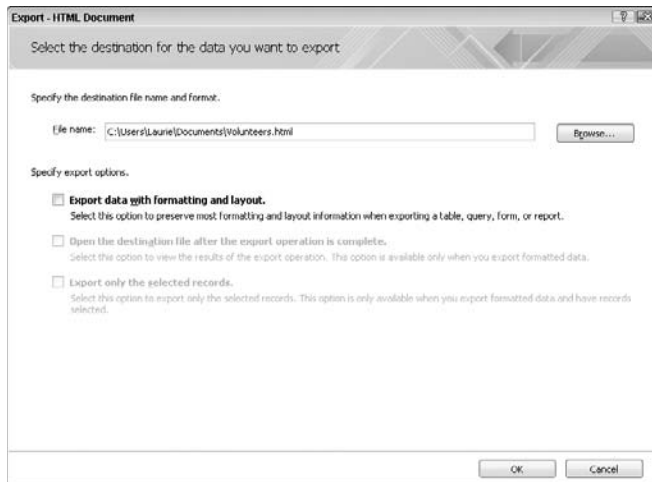 Export - HTML Document
Select the destination for the data you want to export
Specify the destination file name and format.
File name:
C:\Users\Laurie\Documents\Volunteers.html
Browse...
Specify export options.
Export data with formatting and layout.
Select this option to preserve most formatting and layout information when exporting a table, query, form, or report.
Open the destination file after the export operation is complete.
Select this option to view the results of the export operation. This option is available only when you export formatted data.
Export only the selected records.
Select this option to export only the selected records. This option is only available when you export formatted data and have records
selected.
OK
Cancel